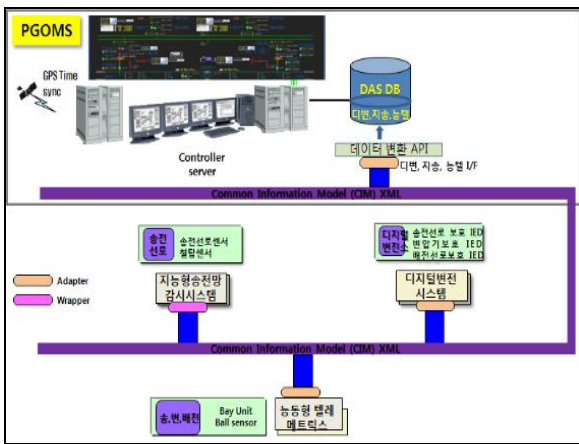 PGOMS
GPS Time
sync
Controller
server
DAS DB
디변,지송,능텔
데이터 변환 API
디변, 지송, 능텔 I/F
Common Information Model (CIM) XML
송전
선로
송전선로센서
철탑센서
디지털
변전소
송전선로 보호 IED
변압기보호 IED
배전선로보호 IED
Adapter
Wrapper
지능형송전망
감시시스템
디지털변전
시스템
Common Information Model (CIM) XML
송,변,배전
Bay Unit
Ball sensor
능동형 텔레
메트릭스